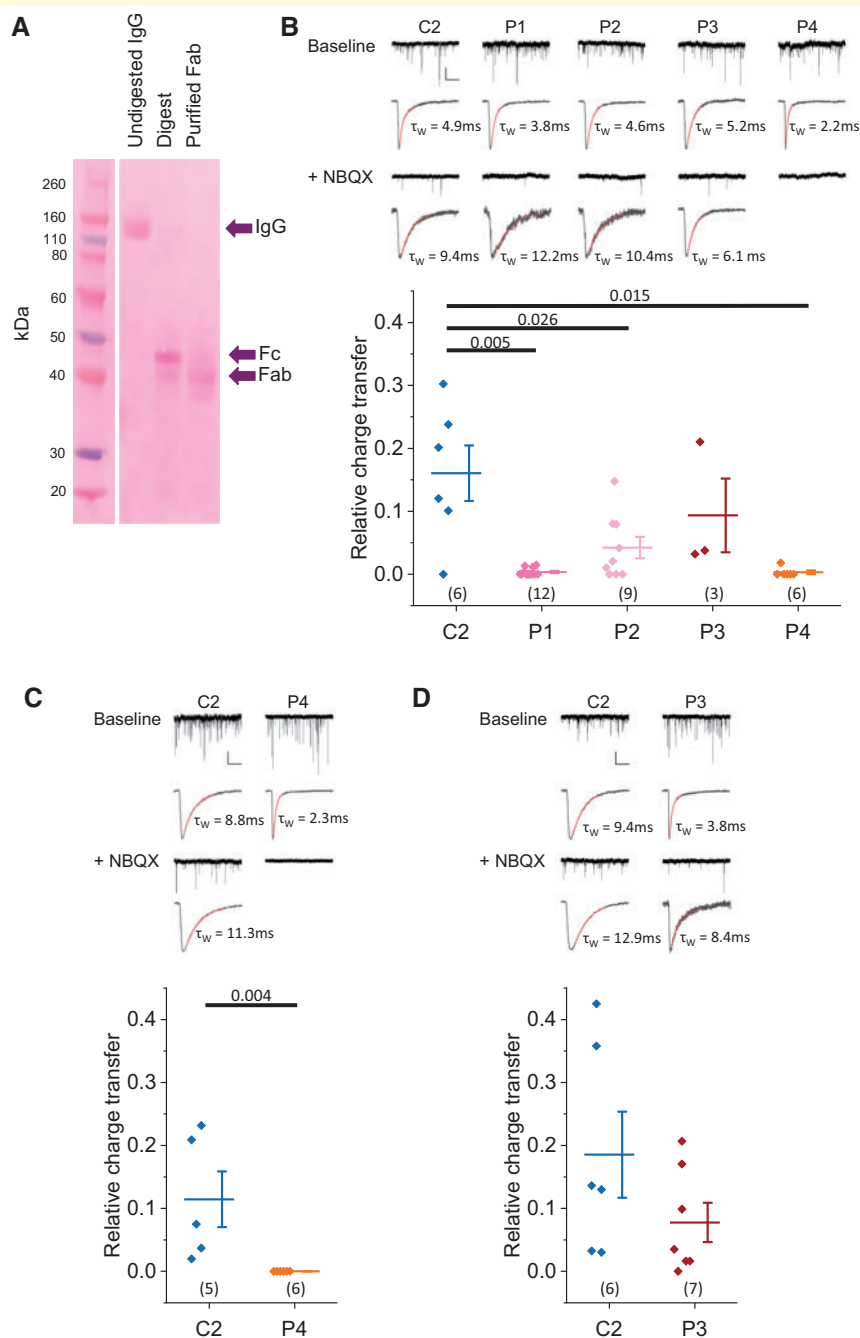 A
Undigested IgG
Digest
Purified Fab
260
160
110
80
60
50
40
30
20
kDa
IgG
Fc
Fab
B
C2 P1 P2 P3 P4
Baseline
τw = 4.9ms τw = 3.8ms τw = 4.6ms τw = 5.2ms τw = 2.2ms
+ NBQX
τw = 9.4ms τw = 12.2ms τw = 10.4ms τw = 6.1 ms
0.015
0.026
0.005
Relative charge transfer
0.4
0.3
0.2
0.1
0.0
(6) (12) (9) (3) (6)
C2 P1 P2 P3 P4
C
C2 P4
Baseline
τw = 8.8ms τw = 2.3ms
+ NBQX
τw = 11.3ms
0.004
Relative charge transfer
0.4
0.3
0.2
0.1
0.0
(5) (6)
C2 P4
D
C2 P3
Baseline
τw = 9.4ms τw = 3.8ms
+ NBQX
τw = 12.9ms τw = 8.4ms
Relative charge transfer
0.4
0.3
0.2
0.1
0.0
(6) (7)
C2 P3